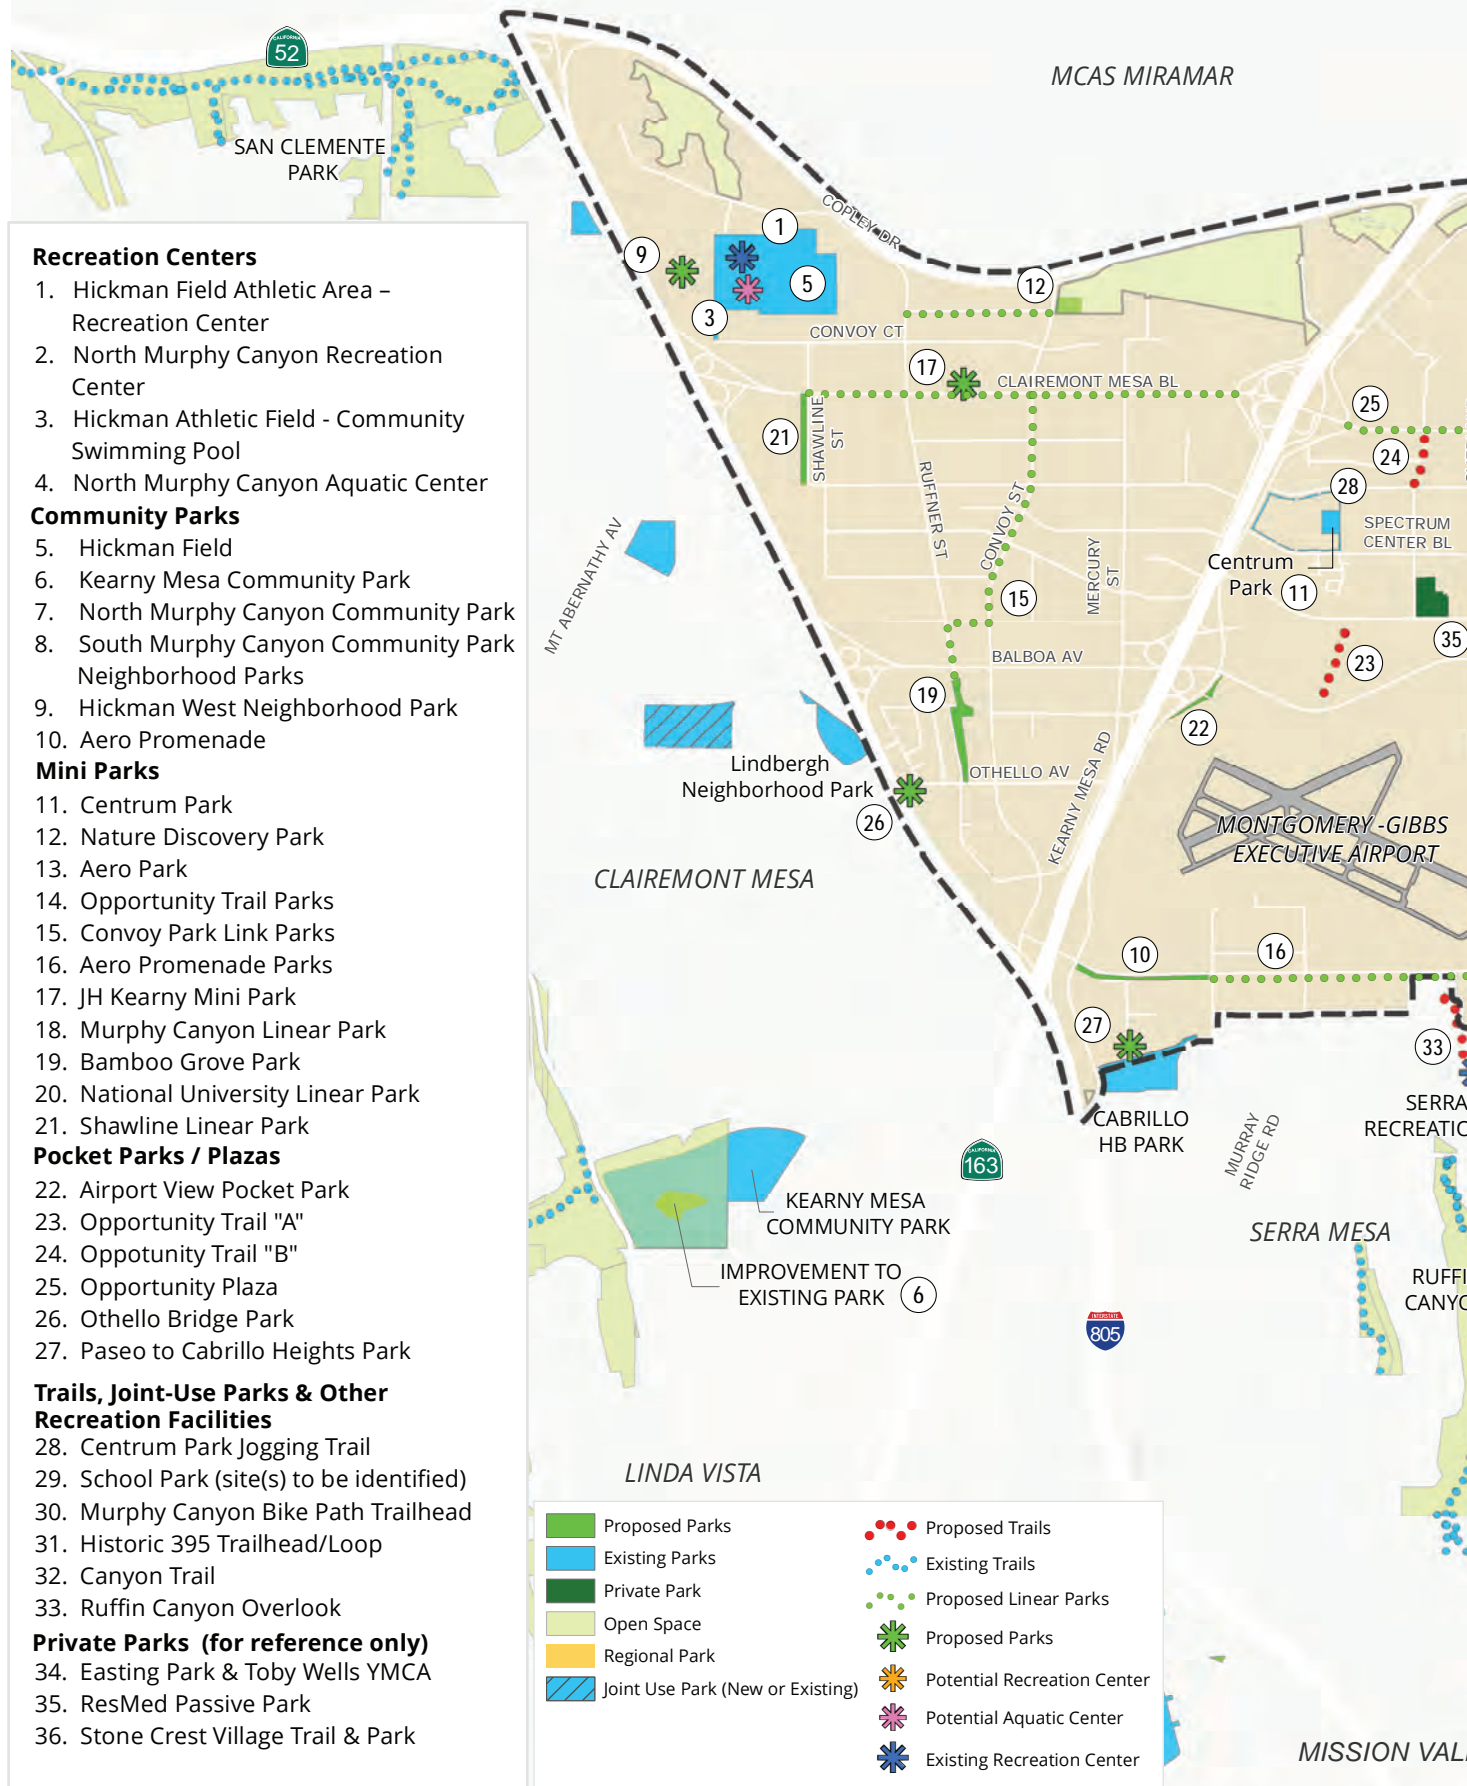 CALIFORNIA
52
MCAS MIRAMAR
SAN CLEMENTE
PARK
COPLEY DR
Recreation Centers
1. Hickman Field Athletic Area –
Recreation Center
2. North Murphy Canyon Recreation
Center
3. Hickman Athletic Field - Community
Swimming Pool
4. North Murphy Canyon Aquatic Center
Community Parks
5. Hickman Field
6. Kearny Mesa Community Park
7. North Murphy Canyon Community Park
8. South Murphy Canyon Community Park
Neighborhood Parks
9. Hickman West Neighborhood Park
10. Aero Promenade
Mini Parks
11. Centrum Park
12. Nature Discovery Park
13. Aero Park
14. Opportunity Trail Parks
15. Convoy Park Link Parks
16. Aero Promenade Parks
17. JH Kearny Mini Park
18. Murphy Canyon Linear Park
19. Bamboo Grove Park
20. National University Linear Park
21. Shawline Linear Park
Pocket Parks / Plazas
22. Airport View Pocket Park
23. Opportunity Trail "A"
24. Oppotunity Trail "B"
25. Opportunity Plaza
26. Othello Bridge Park
27. Paseo to Cabrillo Heights Park
Trails, Joint-Use Parks & Other
Recreation Facilities
28. Centrum Park Jogging Trail
29. School Park (site(s) to be identified)
30. Murphy Canyon Bike Path Trailhead
31. Historic 395 Trailhead/Loop
32. Canyon Trail
33. Ruffin Canyon Overlook
Private Parks (for reference only)
34. Easting Park & Toby Wells YMCA
35. ResMed Passive Park
36. Stone Crest Village Trail & Park
1
9
5
12
3
CONVOY CT
17
CLAIREMONT MESA BL
25
21
SHAWLINE
ST
24
28
RUFFNER ST
CONVOY ST
SPECTRUM
CENTER BL
MT ABERNATHY AV
MERCURY
ST
Centrum
Park
11
15
35
BALBOA AV
23
19
22
Lindbergh
Neighborhood Park
OTHELLO AV
KEARNY MESA RD
26
MONTGOMERY -GIBBS
EXECUTIVE AIRPORT
CLAIREMONT MESA
10
16
27
33
CABRILLO
HB PARK
SERRA
RECREATIO
MURRAY
RIDGE RD
CALIFORNIA
163
KEARNY MESA
COMMUNITY PARK
SERRA MESA
IMPROVEMENT TO
EXISTING PARK
6
RUFFI
CANYO
INTERSTATE
805
LINDA VISTA
Proposed Parks
Existing Parks
Private Park
Open Space
Regional Park
Joint Use Park (New or Existing)
Proposed Trails
Existing Trails
Proposed Linear Parks
Proposed Parks
Potential Recreation Center
Potential Aquatic Center
Existing Recreation Center
MISSION VAL